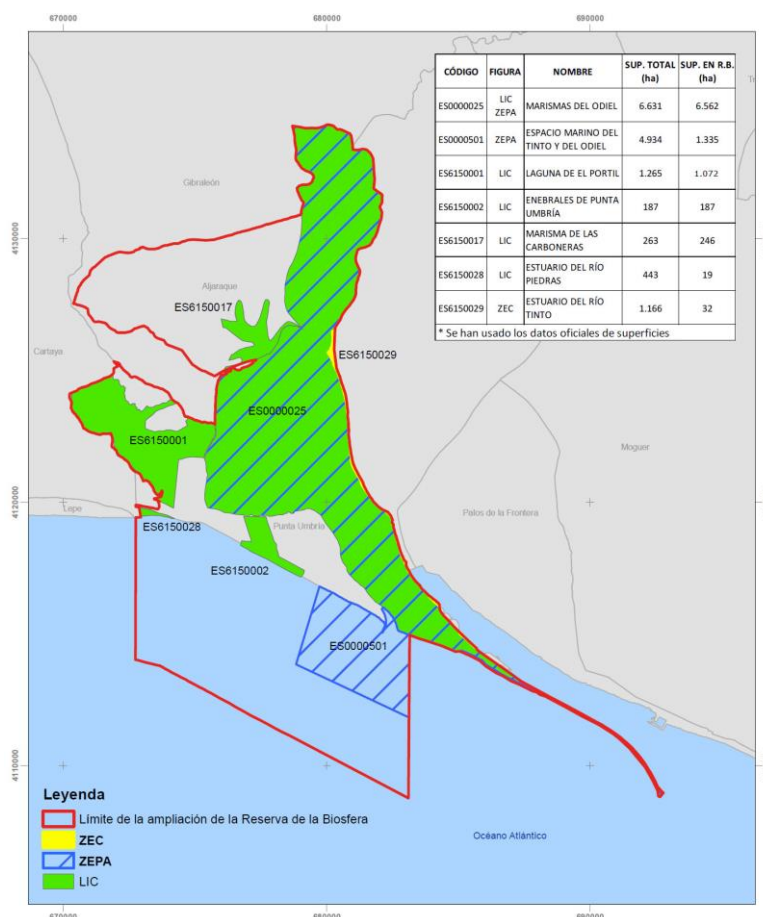 670000 680000 690000
CÓDIGO FIGURA NOMBRE SUP. TOTAL (ha) SUP. EN R.B. (ha)
ES0000025 LIC ZEPA MARISMAS DEL ODIEL 6.631 6.562
ES0000501 ZEPA ESPACIO MARINO DEL TINTO Y DEL ODIEL 4.934 1.335
ES6150001 LIC LAGUNA DE EL PORTIL 1.265 1.072
ES6150002 LIC ENEBRALES DE PUNTA UMBRÍA 187 187
ES6150017 LIC MARISMA DE LAS CARBONERAS 263 246
ES6150028 LIC ESTUARIO DEL RÍO PIEDRAS 443 19
ES6150029 ZEC ESTUARIO DEL RÍO TINTO 1.166 32
* Se han usado los datos oficiales de superficies
Gibraleón
4130000
4130000
Aljaraque
ES6150017
Cartaya
ES6150029
ES0000025
ES6150001
Moguer
4120000
4120000
Lepe
Palos de la Frontera
Punta Umbría
ES6150028
ES6150002
ES0000501
4110000
4110000
Leyenda
Límite de la ampliación de la Reserva de la Biosfera
ZEC
ZEPA
LIC
Océano Atlántico
670000 680000 690000